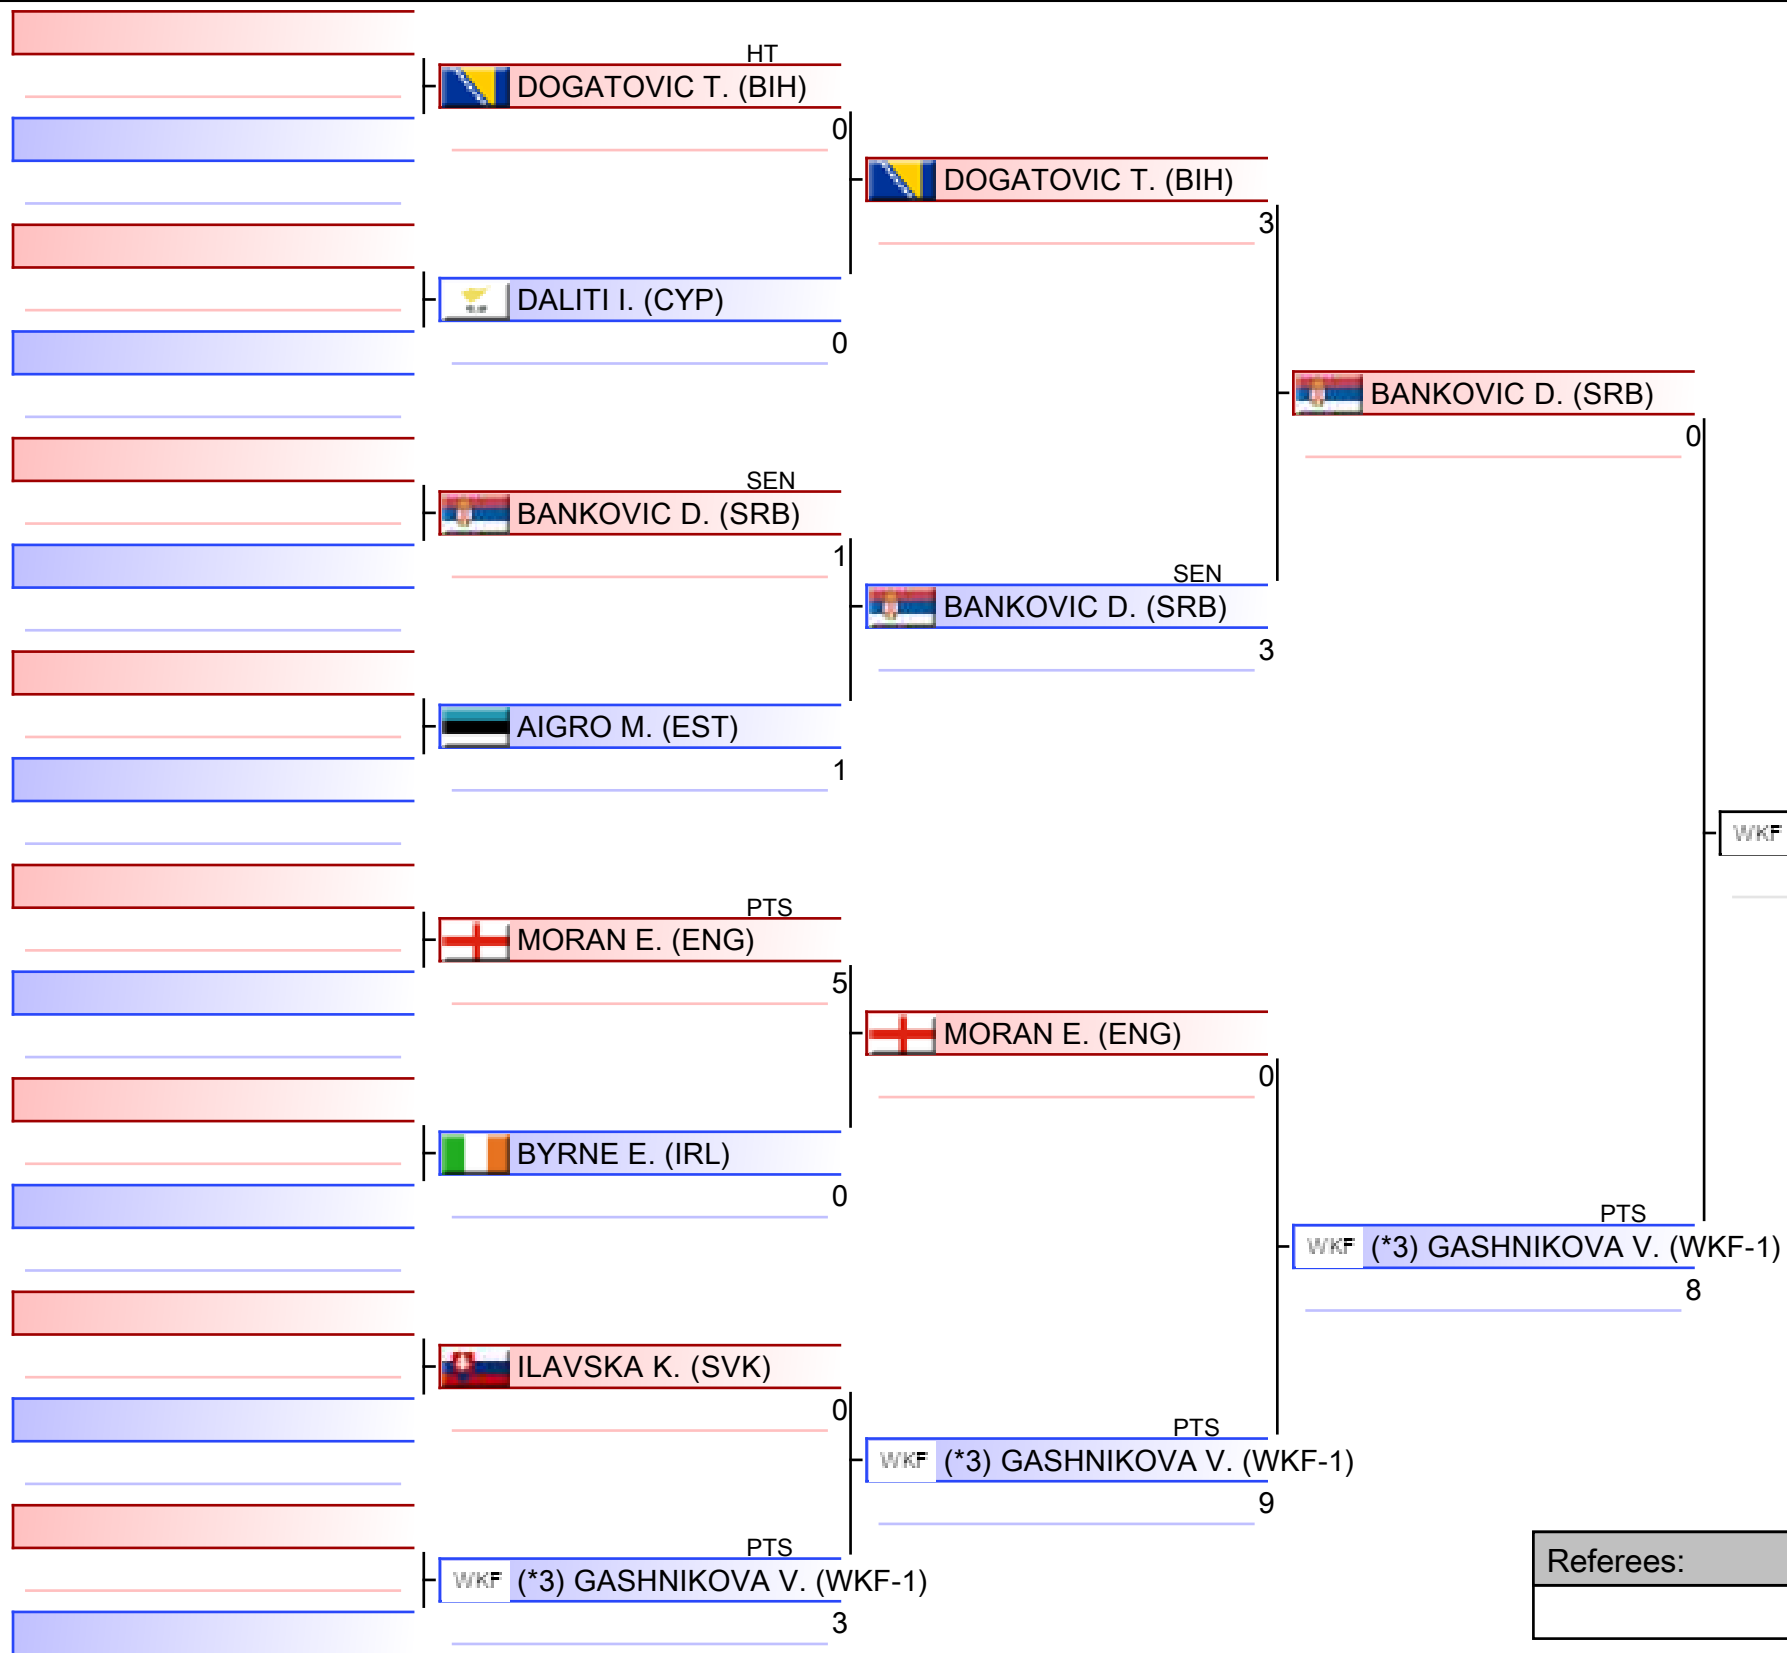 HT
DOGATOVIC T. (BIH)
0
DOGATOVIC T. (BIH)
3
DALITI I. (CYP)
0
BANKOVIC D. (SRB)
0
SEN
BANKOVIC D. (SRB)
1
SEN
BANKOVIC D. (SRB)
3
AIGRO M. (EST)
1
WKF
PTS
MORAN E. (ENG)
5
MORAN E. (ENG)
0
BYRNE E. (IRL)
0
PTS
WKF (*3) GASHNIKOVA V. (WKF-1)
8
ILAVSKA K. (SVK)
0
PTS
WKF (*3) GASHNIKOVA V. (WKF-1)
9
PTS
WKF (*3) GASHNIKOVA V. (WKF-1)
3
Referees: